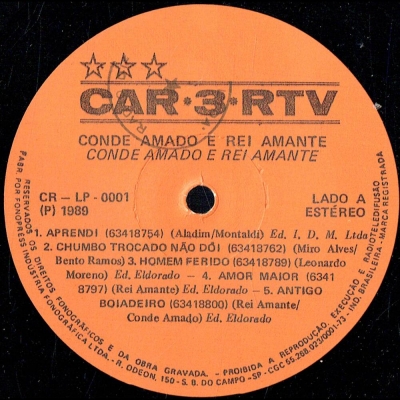 CAR·3·RTV
CONDE AMADO E REI AMANTE
CONDE AMADO E REI AMANTE
CR – LP – 0001
(P) 1989
LADO A
ESTÉREO
1. APRENDI (63418754) (Aladim/Montaldi) Ed. I. D. M. Ltda
2. CHUMBO TROCADO NÃO DÓI (63418762) (Miro Alves/
Bento Ramos) 3. HOMEM FERIDO (63418789) (Leonardo
Moreno) Ed. Eldorado – 4. AMOR MAIOR (6341
8797) (Rei Amante) Ed. Eldorado – 5. ANTIGO
BOIADEIRO (63418800) (Rei Amante/
Conde Amado) Ed. Eldorado
FABR. POR FONOPRESS INDÚSTRIA FONOGRÁFICA LTDA. - R. ODEON, 150 - S. B. DO CAMPO - SP - CGC 55.268.023/0001-73 - IND. BRASILEIRA - MARCA REGISTRADA
RESERVADOS OS DIREITOS FONOGRÁFICOS E DA OBRA GRAVADA. - PROIBIDA A REPRODUÇÃO, EXECUÇÃO E RADIOTELEDIFUSÃO